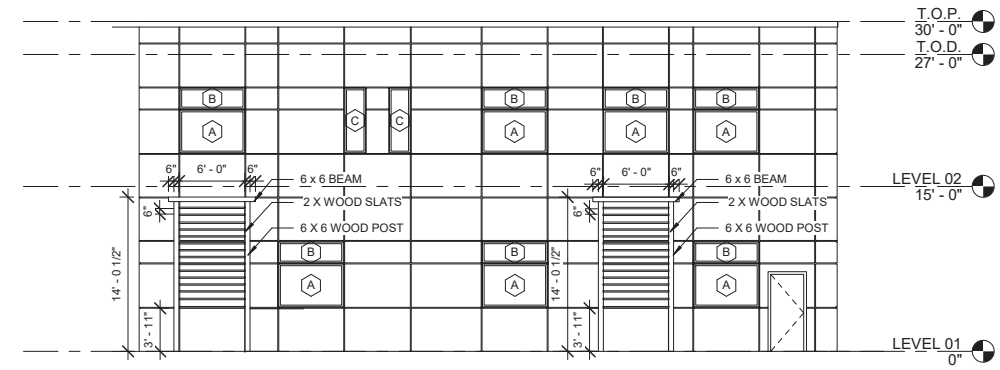 T.O.P.
30' - 0"
T.O.D.
27' - 0"
B
B
B
B
A
C
C
A
A
A
6"
6' - 0"
6"
6"
6' - 0"
6"
6 x 6 BEAM
6 x 6 BEAM
LEVEL 02
15' - 0"
2 X WOOD SLATS
2 X WOOD SLATS
6"
6"
6 X 6 WOOD POST
6 X 6 WOOD POST
B
B
B
14' - 0 1/2"
A
A
14' - 0 1/2"
A
3' - 11"
3' - 11"
LEVEL 01
0"